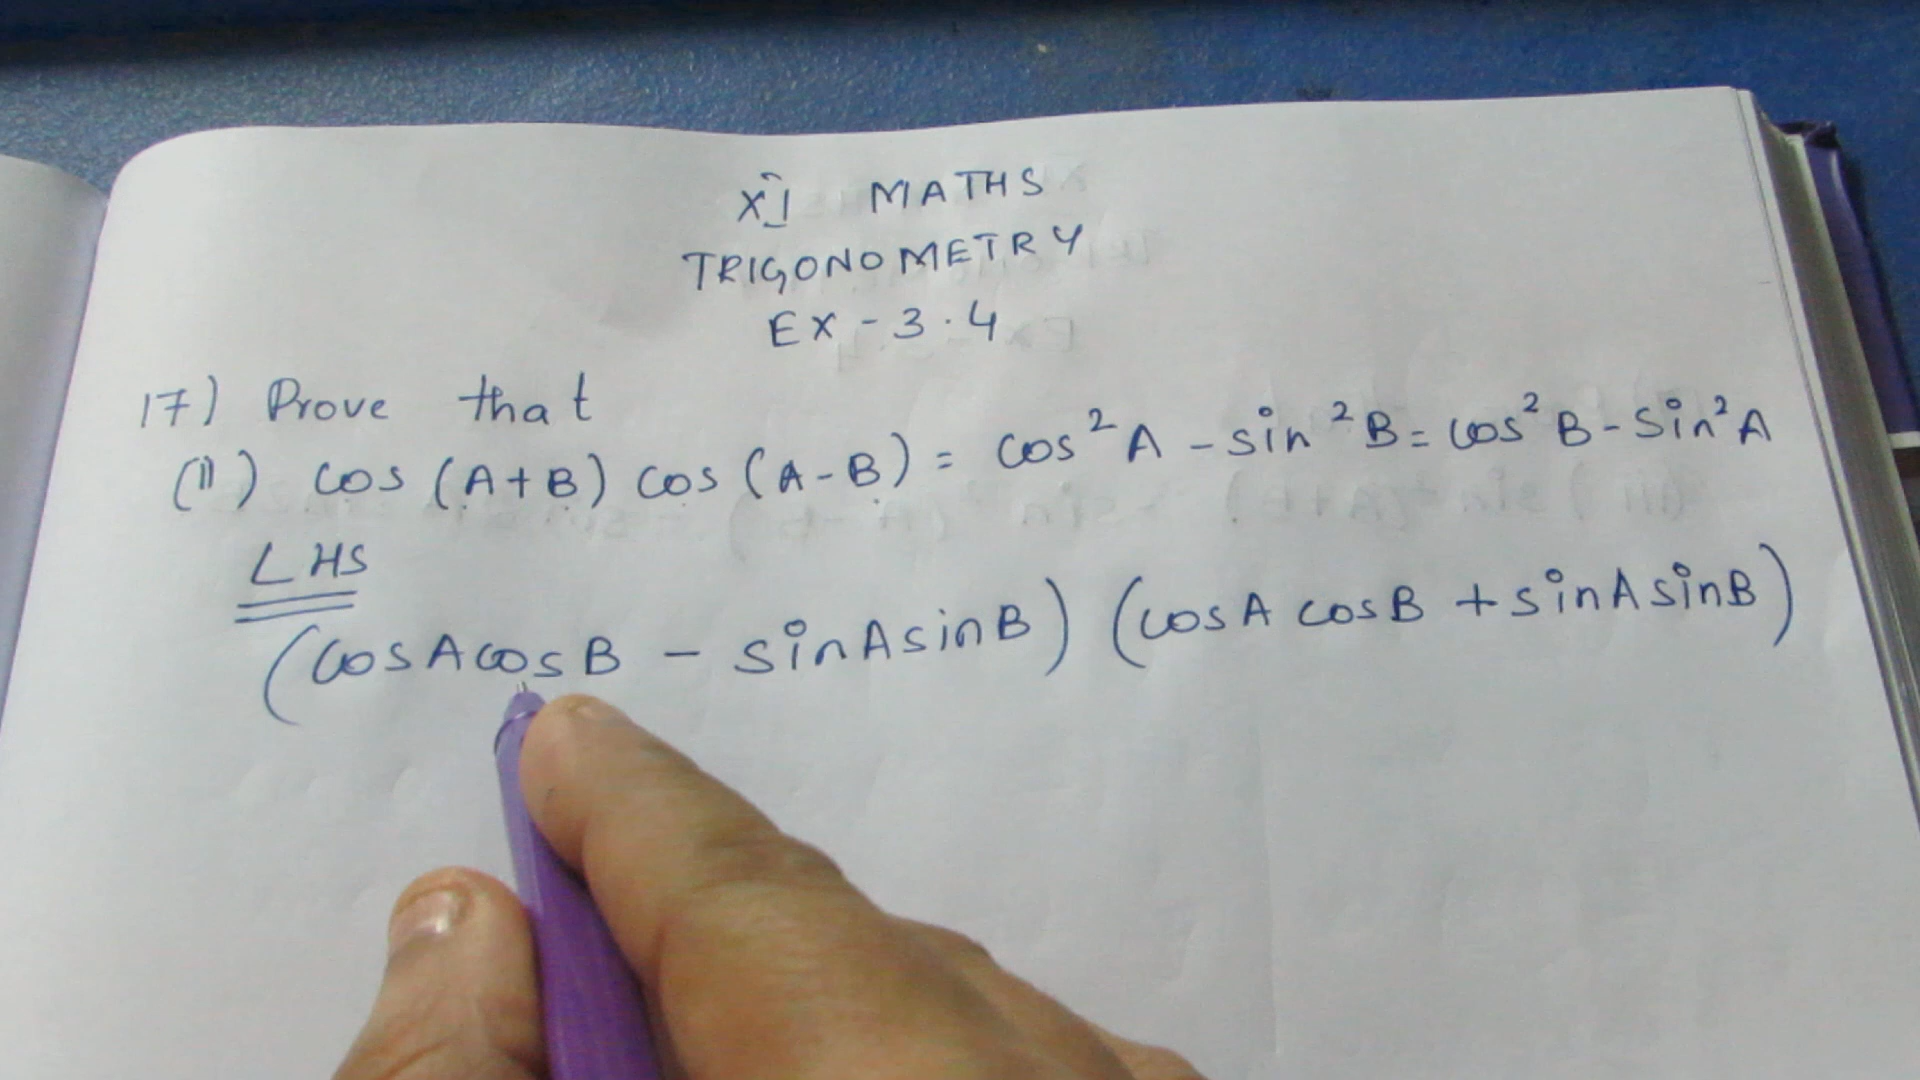 XI MATHS
TRIGONOMETRY
EX - 3.4
17) Prove that
(ii) cos (A+B) cos (A-B) = cos²A - sin²B = cos²B - sin²A
LHS
(cosAcosB - sinAsinB) (cosA cosB + sinAsinB)